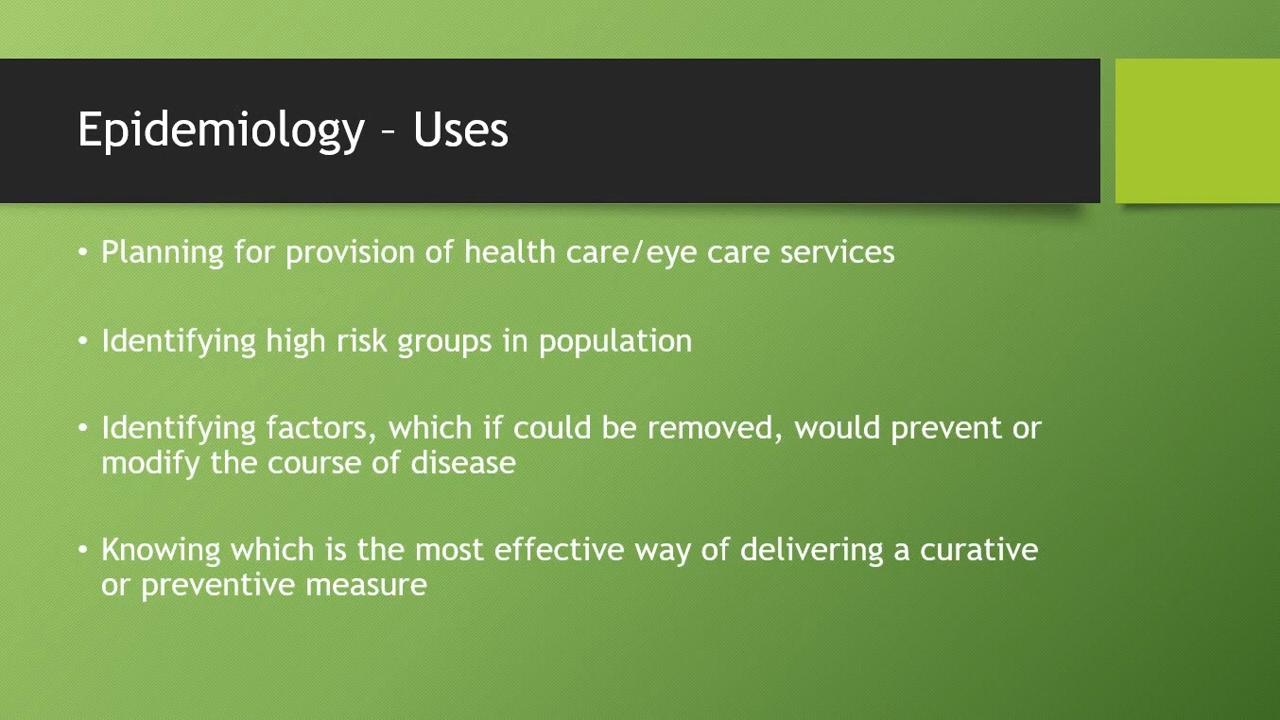 Epidemiology – Uses
• Planning for provision of health care/eye care services
• Identifying high risk groups in population
• Identifying factors, which if could be removed, would prevent or
modify the course of disease
• Knowing which is the most effective way of delivering a curative
or preventive measure